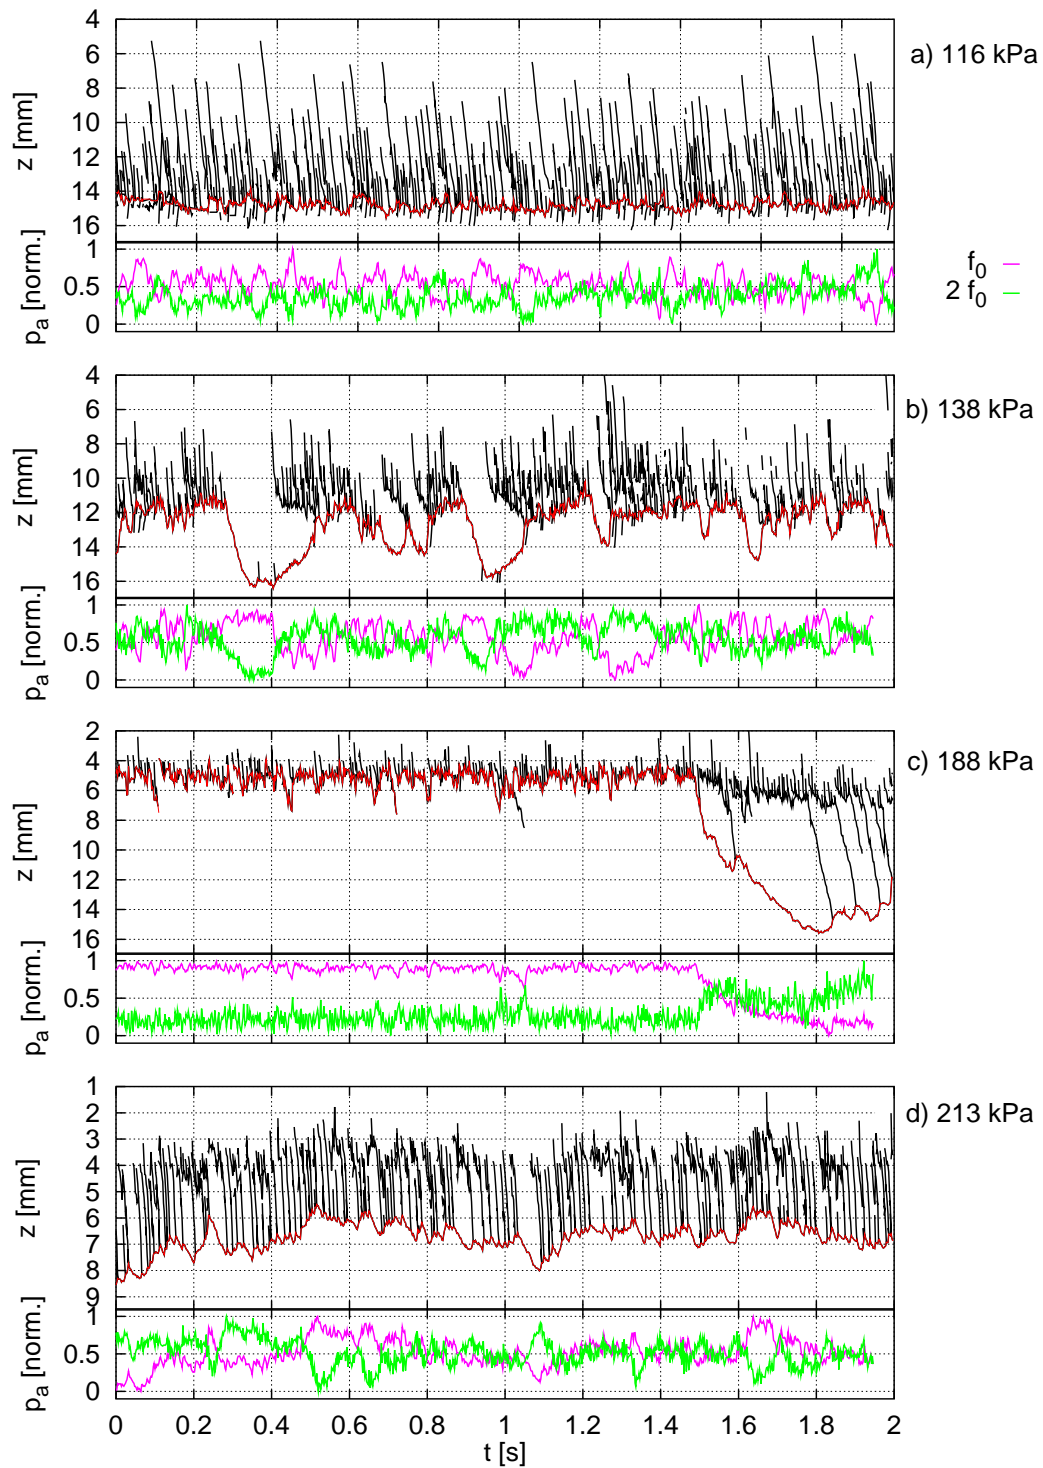 4
6
8
10
12
14
16
z [mm]
a) 116 kPa
1
0.5
0
p_a [norm.]
f_0
2 f_0
4
6
8
10
12
14
16
z [mm]
b) 138 kPa
1
0.5
0
p_a [norm.]
2
4
6
8
10
12
14
16
z [mm]
c) 188 kPa
1
0.5
0
p_a [norm.]
1
2
3
4
5
6
7
8
9
z [mm]
d) 213 kPa
1
0.5
0
p_a [norm.]
0 0.2 0.4 0.6 0.8 1 1.2 1.4 1.6 1.8 2
t [s]